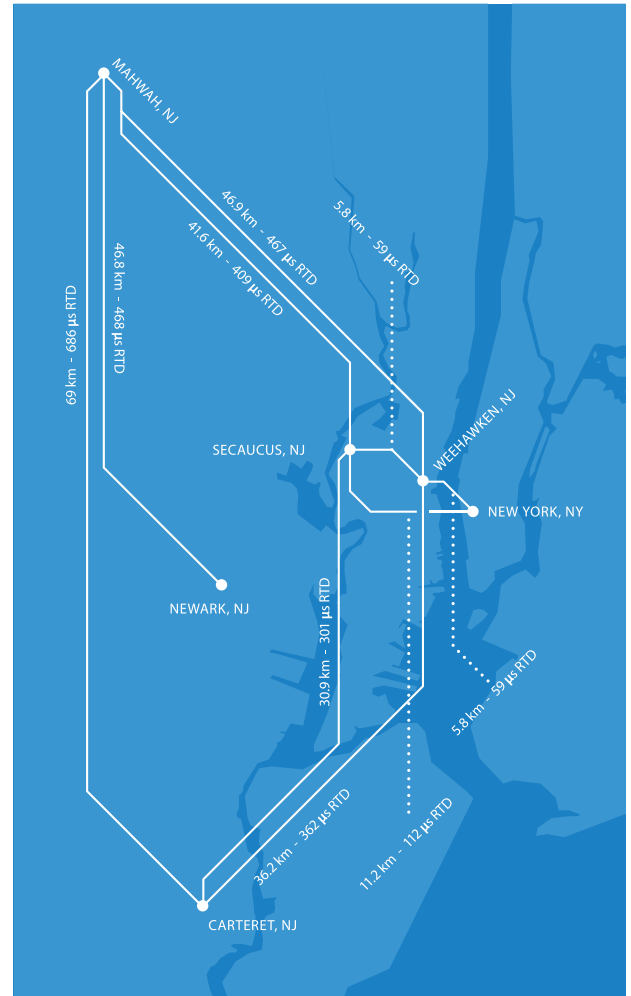 MAHWAH, NJ
46.9 km - 467 µs RTD
41.6 km - 409 µs RTD
5.8 km - 59 µs RTD
46.8 km - 468 µs RTD
69 km - 686 µs RTD
SECAUCUS, NJ
WEEHAWKEN, NJ
NEW YORK, NY
NEWARK, NJ
30.9 km - 301 µs RTD
5.8 km - 59 µs RTD
36.2 km - 362 µs RTD
11.2 km - 112 µs RTD
CARTERET, NJ